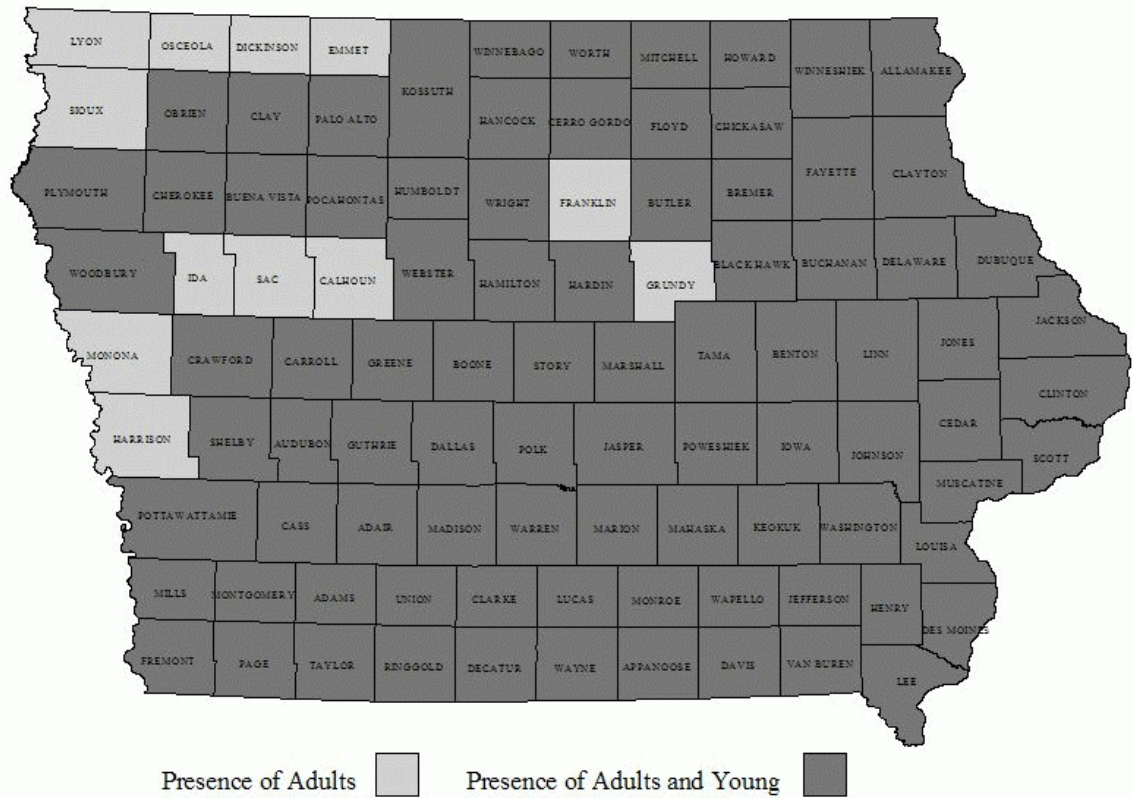 LYON OSCEOLA DICKINSON EMMET
WINNEBAGO WORTH MITCHELL HOWARD
WINNESHIEK ALLAMAKEE
KOSSUTH
SIOUX OBRIEN CLAY PALO ALTO HANCOCK CERRO GORDO FLOYD CHICKASAW
FAYETTE CLAYTON
PLYMOUTH CHEROKEE BUENA VISTA POCAHONTAS HUMBOLDT WRIGHT FRANKLIN BUTLER BREMER
WOODBURY IDA SAC CALHOUN WEBSTER HAMILTON HARDIN GRUNDY BLACK HAWK BUCHANAN DELAWARE DUBUQUE
JACKSON
MONONA CRAWFORD CARROLL GREENE BOONE STORY MARSHALL TAMA BENTON LINN JONES
CLINTON
HARRISON SHELBY AUDUBON GUTHRIE DALLAS POLK JASPER POWESHIEK IOWA JOHNSON CEDAR
SCOTT
MUSCATINE
POTTAWATTAMIE CASS ADAIR MADISON WARREN MARION MAHASKA KEOKUK WASHINGTON
LOUISA
MILLS MONTGOMERY ADAMS UNION CLARKE LUCAS MONROE WAPELLO JEFFERSON HENRY
DES MOINES
FREMONT PAGE TAYLOR RINGGOLD DECATUR WAYNE APPANOOSE DAVIS VAN BUREN
LEE
Presence of Adults Presence of Adults and Young